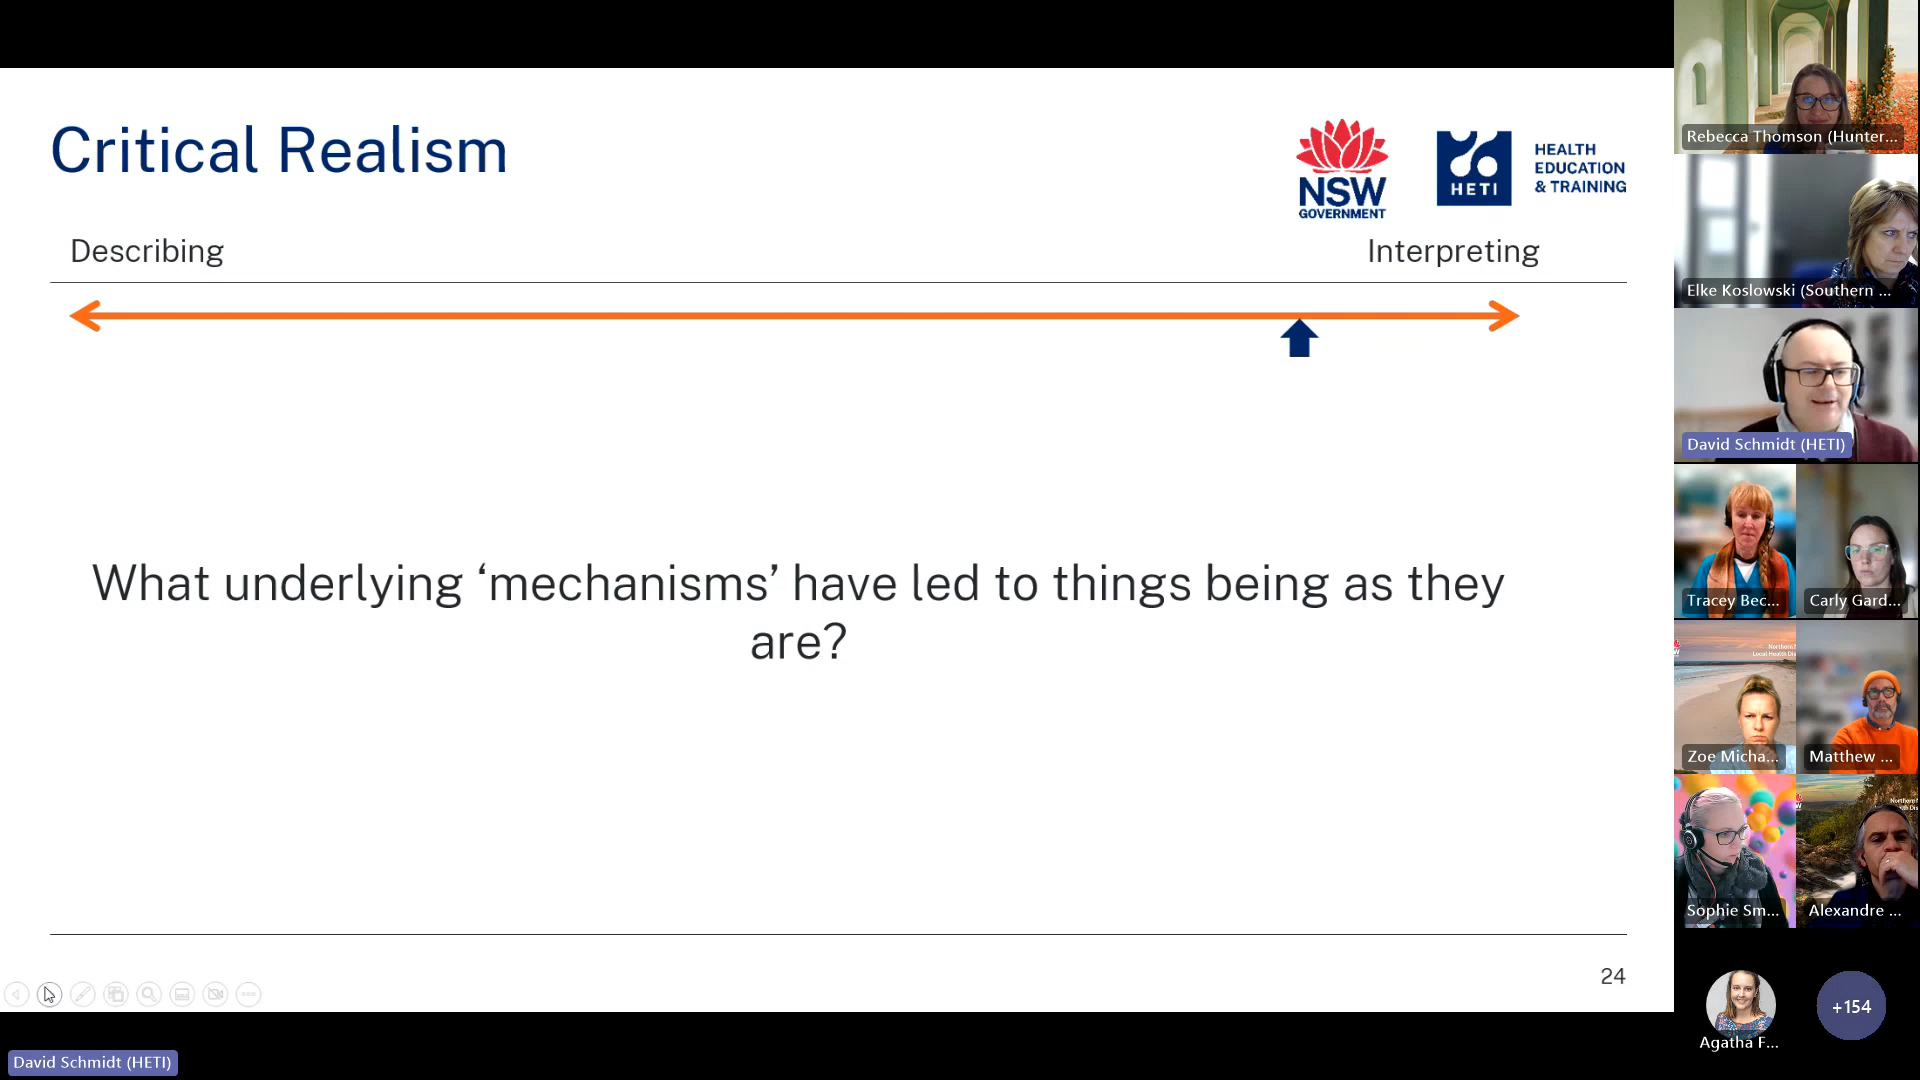 Critical Realism
NSW
GOVERNMENT
HETI
HEALTH
EDUCATION
& TRAINING
Describing
Interpreting
What underlying ‘mechanisms’ have led to things being as they
are?
24
David Schmidt (HETI)
Rebecca Thomson (Hunter...
Elke Koslowski (Southern ...
David Schmidt (HETI)
Tracey Bec...
Carly Gard...
Zoe Micha...
Matthew ...
Sophie Sm...
Alexandre ...
Agatha F...
+154